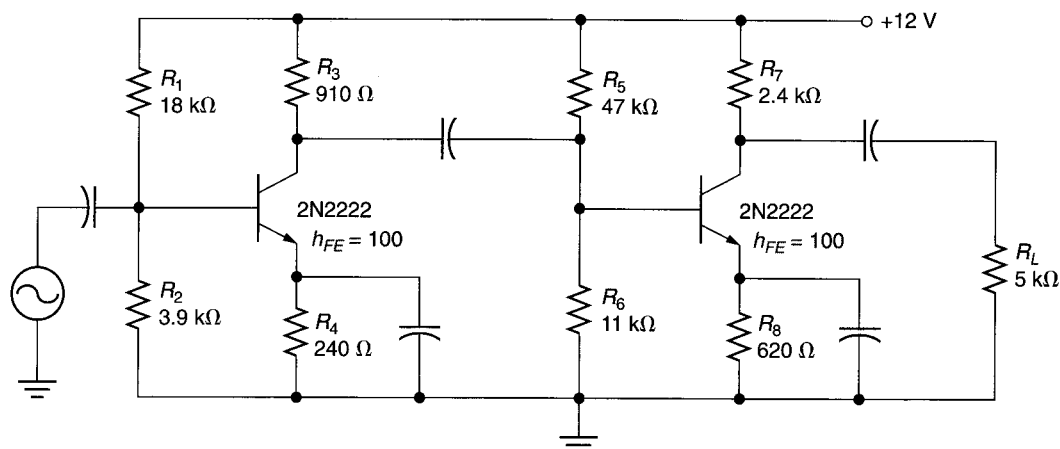 +12 V
R1
18 kΩ
R3
910 Ω
R5
47 kΩ
R7
2.4 kΩ
2N2222
hFE = 100
2N2222
hFE = 100
R2
3.9 kΩ
R4
240 Ω
R6
11 kΩ
R8
620 Ω
RL
5 kΩ